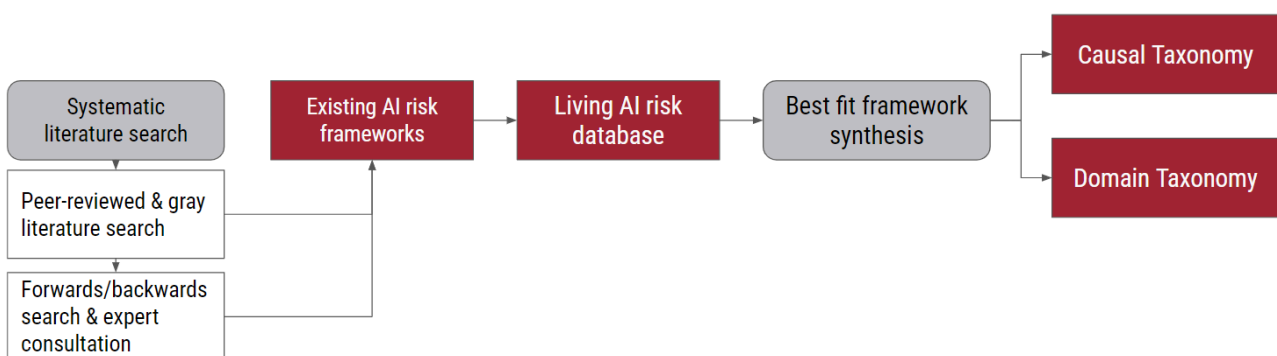 Systematic
literature search
Peer-reviewed & gray
literature search
Forwards/backwards
search & expert
consultation
Existing AI risk
frameworks
Living AI risk
database
Best fit framework
synthesis
Causal Taxonomy
Domain Taxonomy